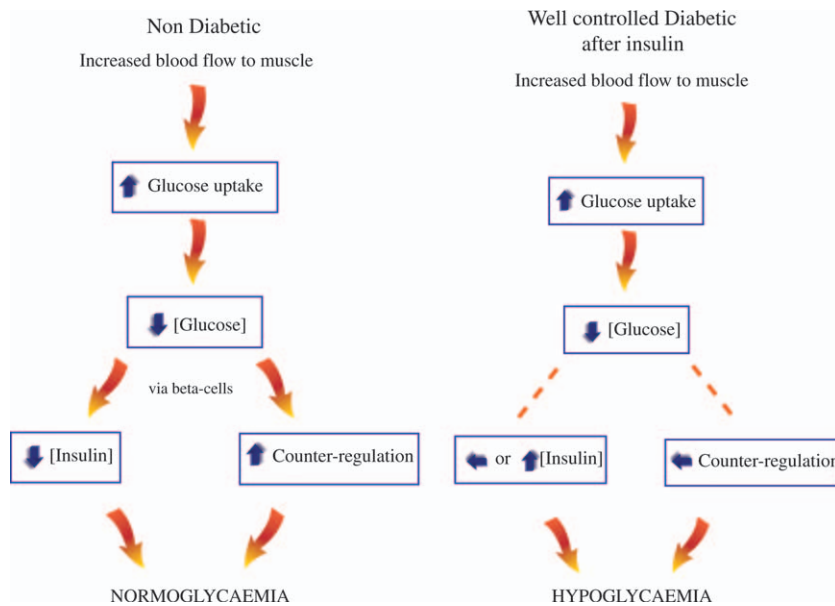 Non Diabetic
Increased blood flow to muscle
Glucose uptake
[Glucose]
via beta-cells
[Insulin]
Counter-regulation
NORMOGLYCAEMIA
Well controlled Diabetic
after insulin
Increased blood flow to muscle
Glucose uptake
[Glucose]
or [Insulin]
Counter-regulation
HYPOGLYCAEMIA